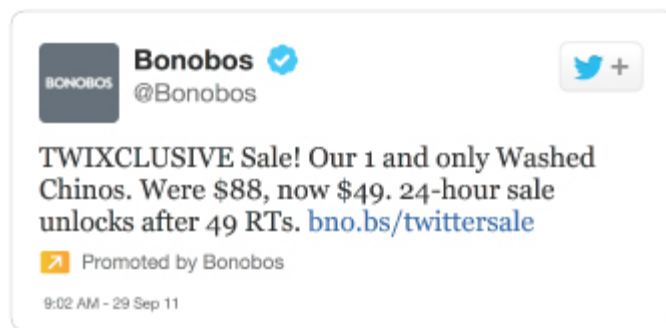 BONOBOS
Bonobos
@Bonobos
+
TWIXCLUSIVE Sale! Our 1 and only Washed
Chinos. Were $88, now $49. 24-hour sale
unlocks after 49 RTs. bno.bs/twittersale
Promoted by Bonobos
9:02 AM - 29 Sep 11